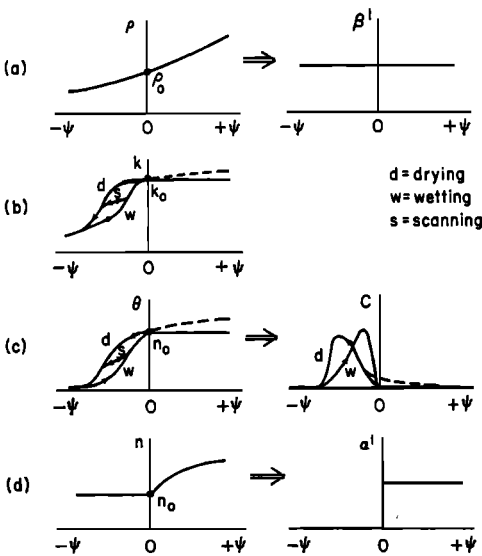 ρ β'
(a) ρ₀ ⇒
-ψ 0 +ψ -ψ 0 +ψ
k
(b) d s w k₀
-ψ 0 +ψ
d = drying
w = wetting
s = scanning
θ C
(c) d s w n₀ ⇒ d w
-ψ 0 +ψ -ψ 0 +ψ
n α'
(d) n₀ ⇒
-ψ 0 +ψ -ψ 0 +ψ